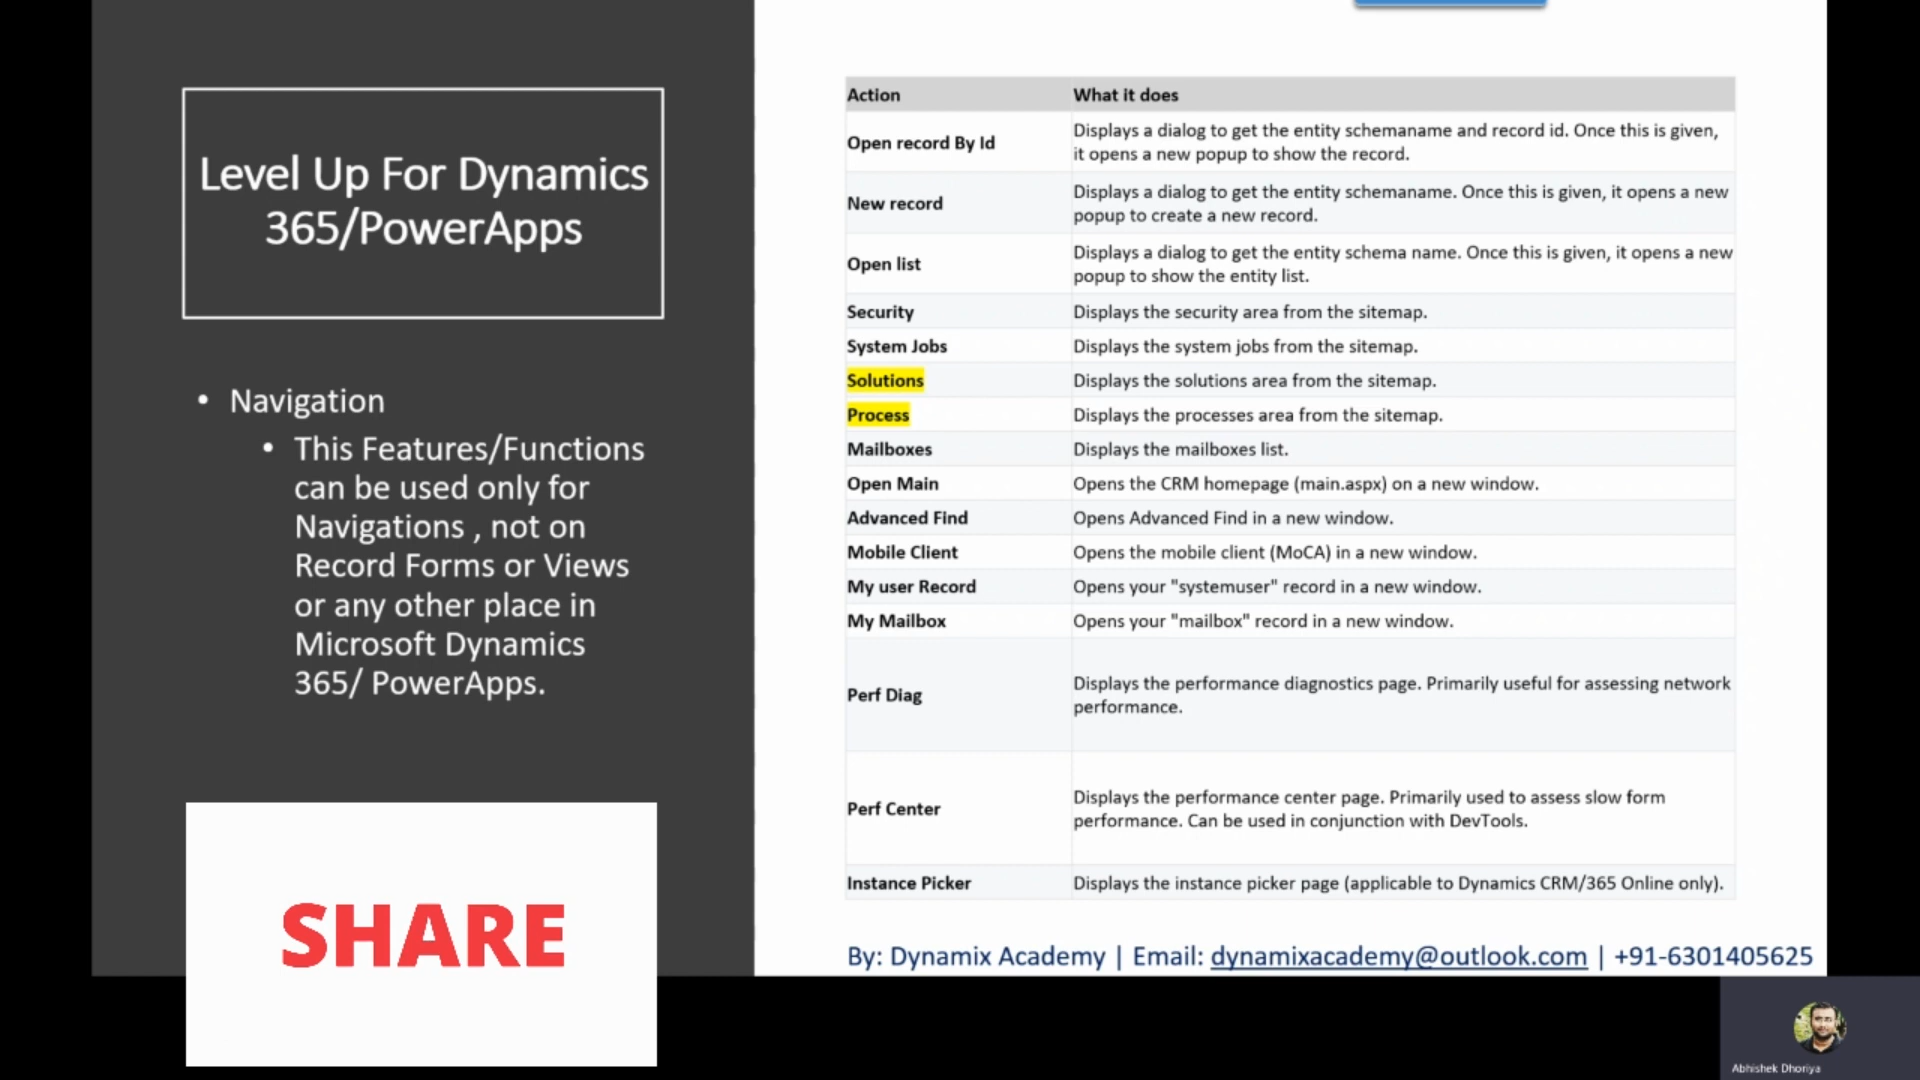 Level Up For Dynamics
365/PowerApps
• Navigation
• This Features/Functions
can be used only for
Navigations , not on
Record Forms or Views
or any other place in
Microsoft Dynamics
365/ PowerApps.
SHARE
Action What it does
Open record By Id Displays a dialog to get the entity schemaname and record id. Once this is given,
it opens a new popup to show the record.
New record Displays a dialog to get the entity schemaname. Once this is given, it opens a new
popup to create a new record.
Open list Displays a dialog to get the entity schema name. Once this is given, it opens a new
popup to show the entity list.
Security Displays the security area from the sitemap.
System Jobs Displays the system jobs from the sitemap.
Solutions Displays the solutions area from the sitemap.
Process Displays the processes area from the sitemap.
Mailboxes Displays the mailboxes list.
Open Main Opens the CRM homepage (main.aspx) on a new window.
Advanced Find Opens Advanced Find in a new window.
Mobile Client Opens the mobile client (MoCA) in a new window.
My user Record Opens your "systemuser" record in a new window.
My Mailbox Opens your "mailbox" record in a new window.
Perf Diag Displays the performance diagnostics page. Primarily useful for assessing network
performance.
Perf Center Displays the performance center page. Primarily used to assess slow form
performance. Can be used in conjunction with DevTools.
Instance Picker Displays the instance picker page (applicable to Dynamics CRM/365 Online only).
By: Dynamix Academy | Email: dynamixacademy@outlook.com | +91-6301405625
Abhishek Dhoriya